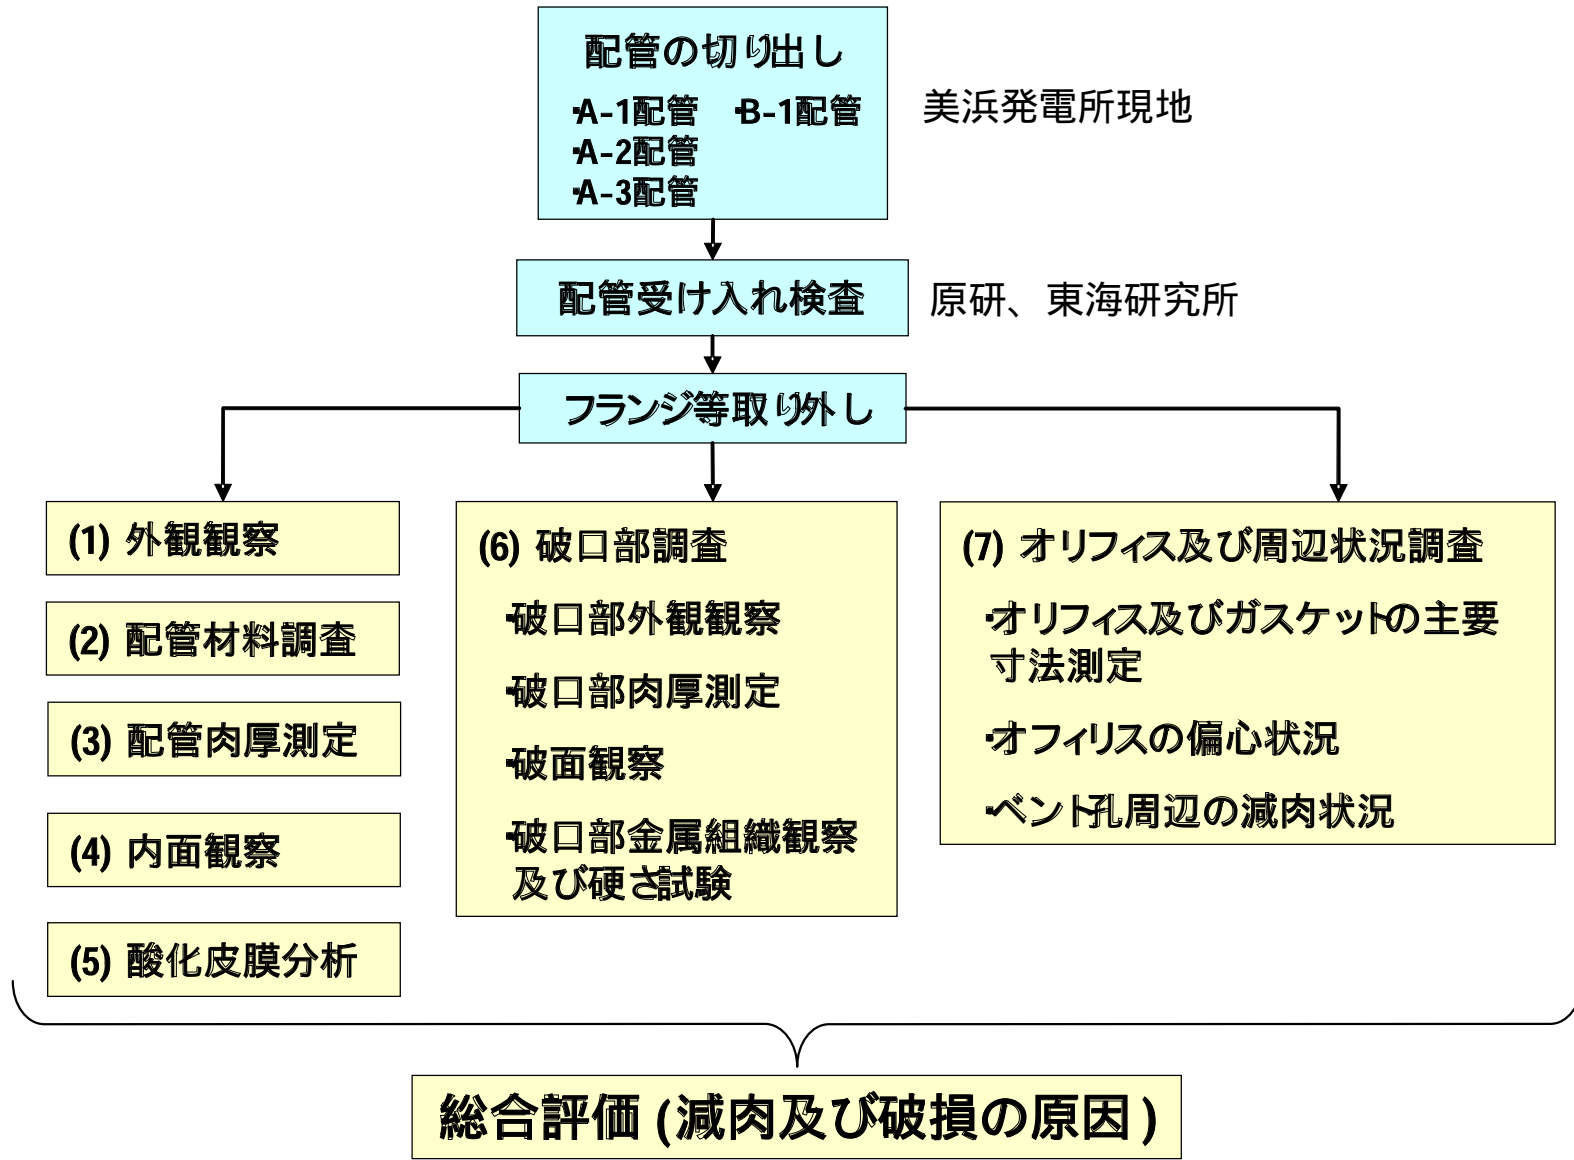 配管の切り出し
・A-1配管 ・B-1配管
・A-2配管
・A-3配管
美浜発電所現地
配管受け入れ検査
原研、東海研究所
フランジ等取り外し
(1) 外観観察
(2) 配管材料調査
(3) 配管肉厚測定
(4) 内面観察
(5) 酸化皮膜分析
(6) 破口部調査
・破口部外観観察
・破口部肉厚測定
・破面観察
・破口部金属組織観察
及び硬さ試験
(7) オリフィス及び周辺状況調査
・オリフィス及びガスケットの主要
寸法測定
・オフィリスの偏心状況
・ベント孔周辺の減肉状況
総合評価(減肉及び破損の原因)